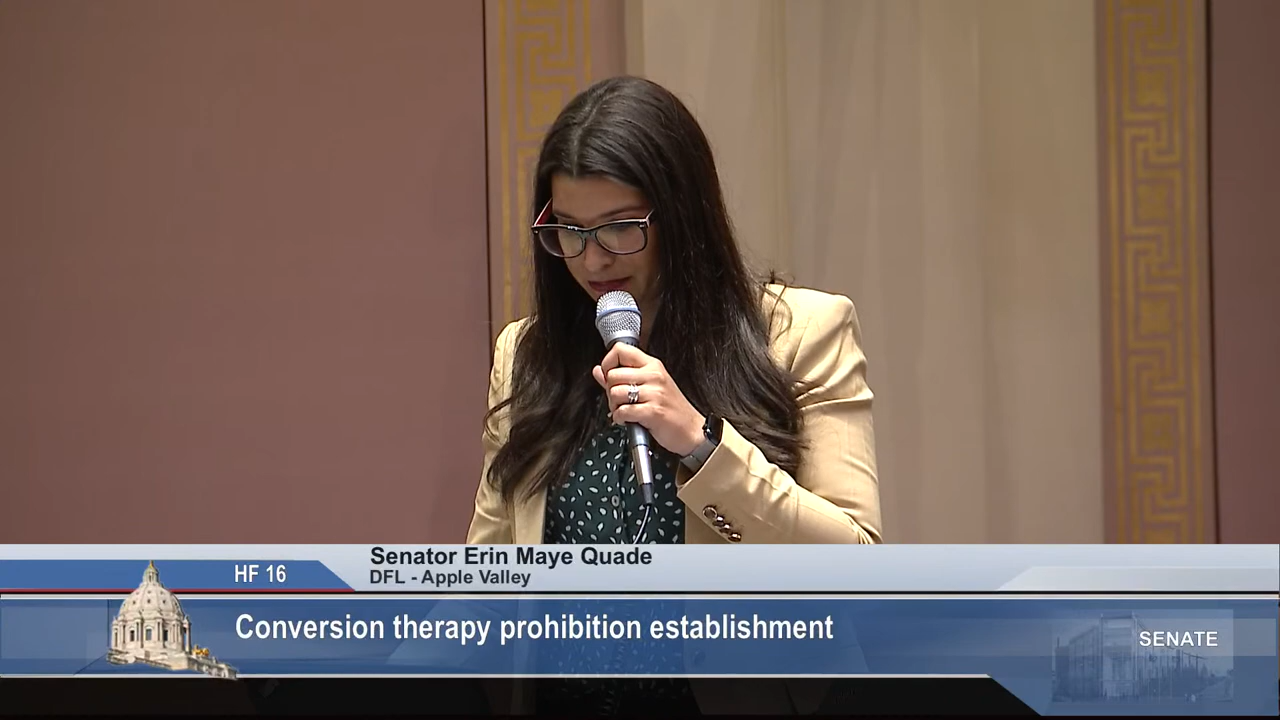 Senator Erin Maye Quade
HF 16
DFL - Apple Valley
Conversion therapy prohibition establishment
SENATE